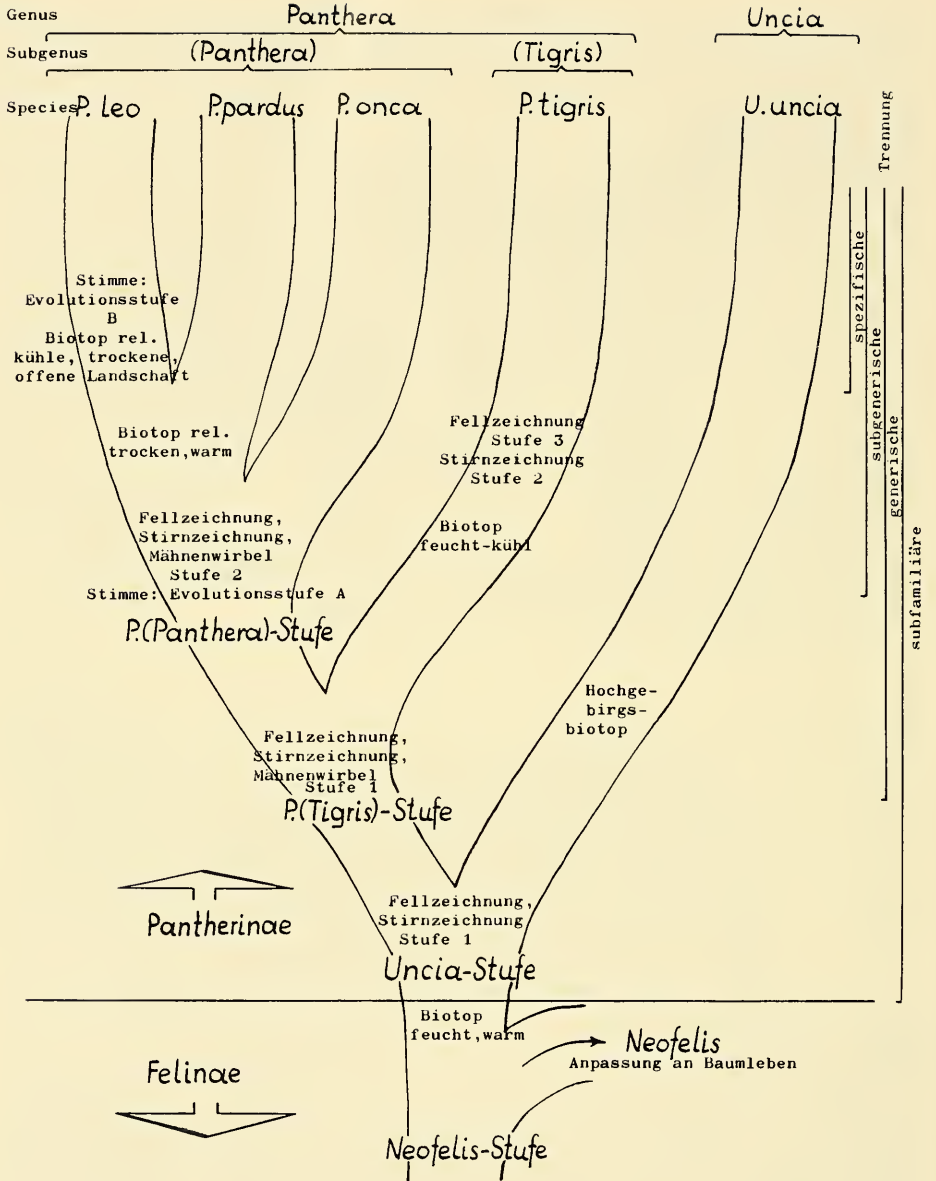 Genus Panthera Uncia
Subgenus (Panthera) (Tigris)
Species P. leo P. pardus P. onca P. tigris U. uncia
Trennung
spezifische
subgenerische
generische
subfamiliäre
Stimme:
Evolutionsstufe
B
Biotop rel.
kühle, trockene,
offene Landschaft
Biotop rel.
trocken,warm
Fellzeichnung
Stufe 3
Stirnzeichnung
Stufe 2
Fellzeichnung,
Stirnzeichnung,
Mähnenwirbel
Stufe 2
Stimme: Evolutionsstufe A
Biotop
feucht-kühl
P.(Panthera)-Stufe
Hochge-
birgs-
biotop
Fellzeichnung,
Stirnzeichnung,
Mähnenwirbel
Stufe 1
P.(Tigris)-Stufe
Pantherinae
Fellzeichnung,
Stirnzeichnung
Stufe 1
Uncia-Stufe
Biotop
feucht,warm
Neofelis
Anpassung an Baumleben
Felinae
Neofelis-Stufe